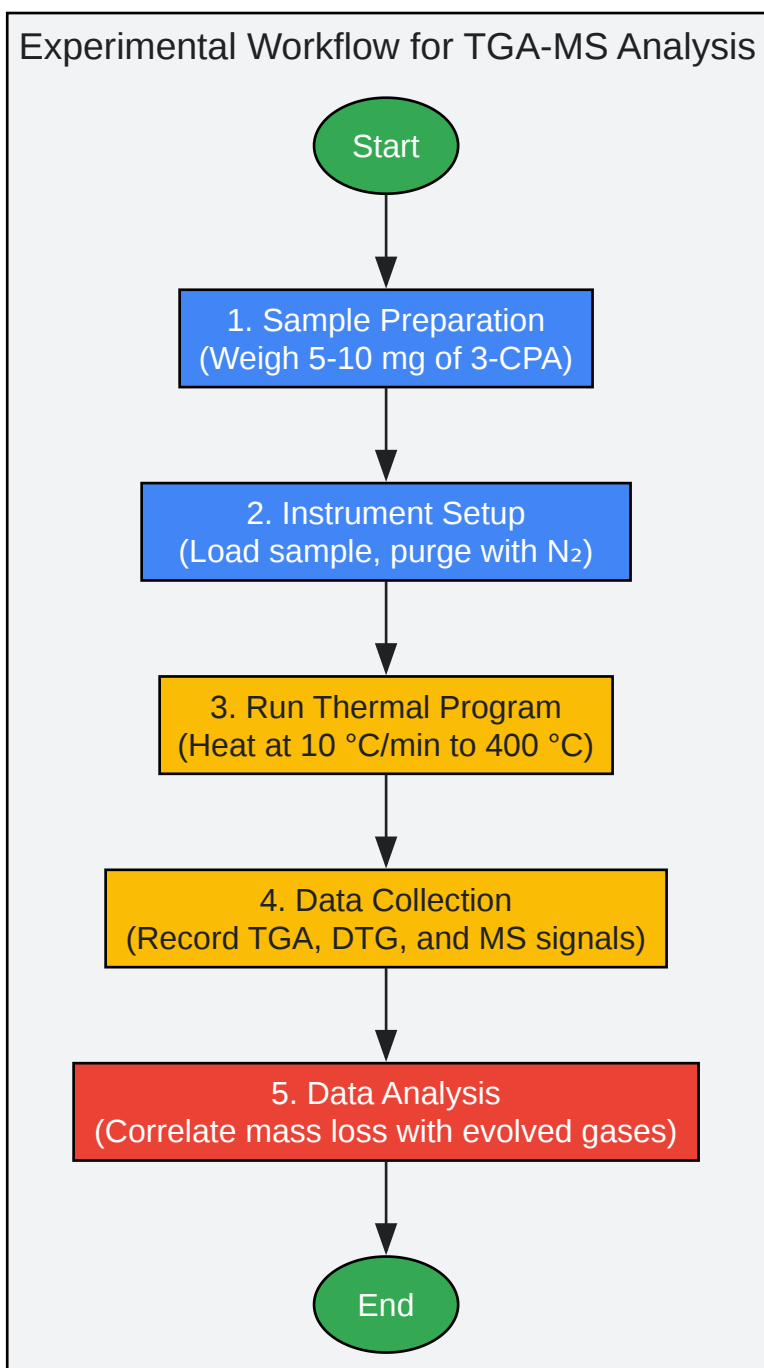 Experimental Workflow for TGA-MS Analysis
Start
1. Sample Preparation
(Weigh 5-10 mg of 3-CPA)
2. Instrument Setup
(Load sample, purge with N₂)
3. Run Thermal Program
(Heat at 10 °C/min to 400 °C)
4. Data Collection
(Record TGA, DTG, and MS signals)
5. Data Analysis
(Correlate mass loss with evolved gases)
End